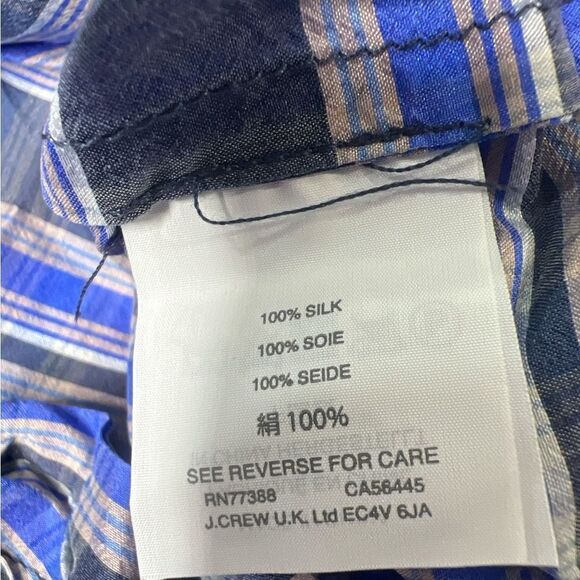 100% SILK
100% SOIE
100% SEIDE
絹 100%
SEE REVERSE FOR CARE
RN77388 CA56445
J.CREW U.K. Ltd EC4V 6JA